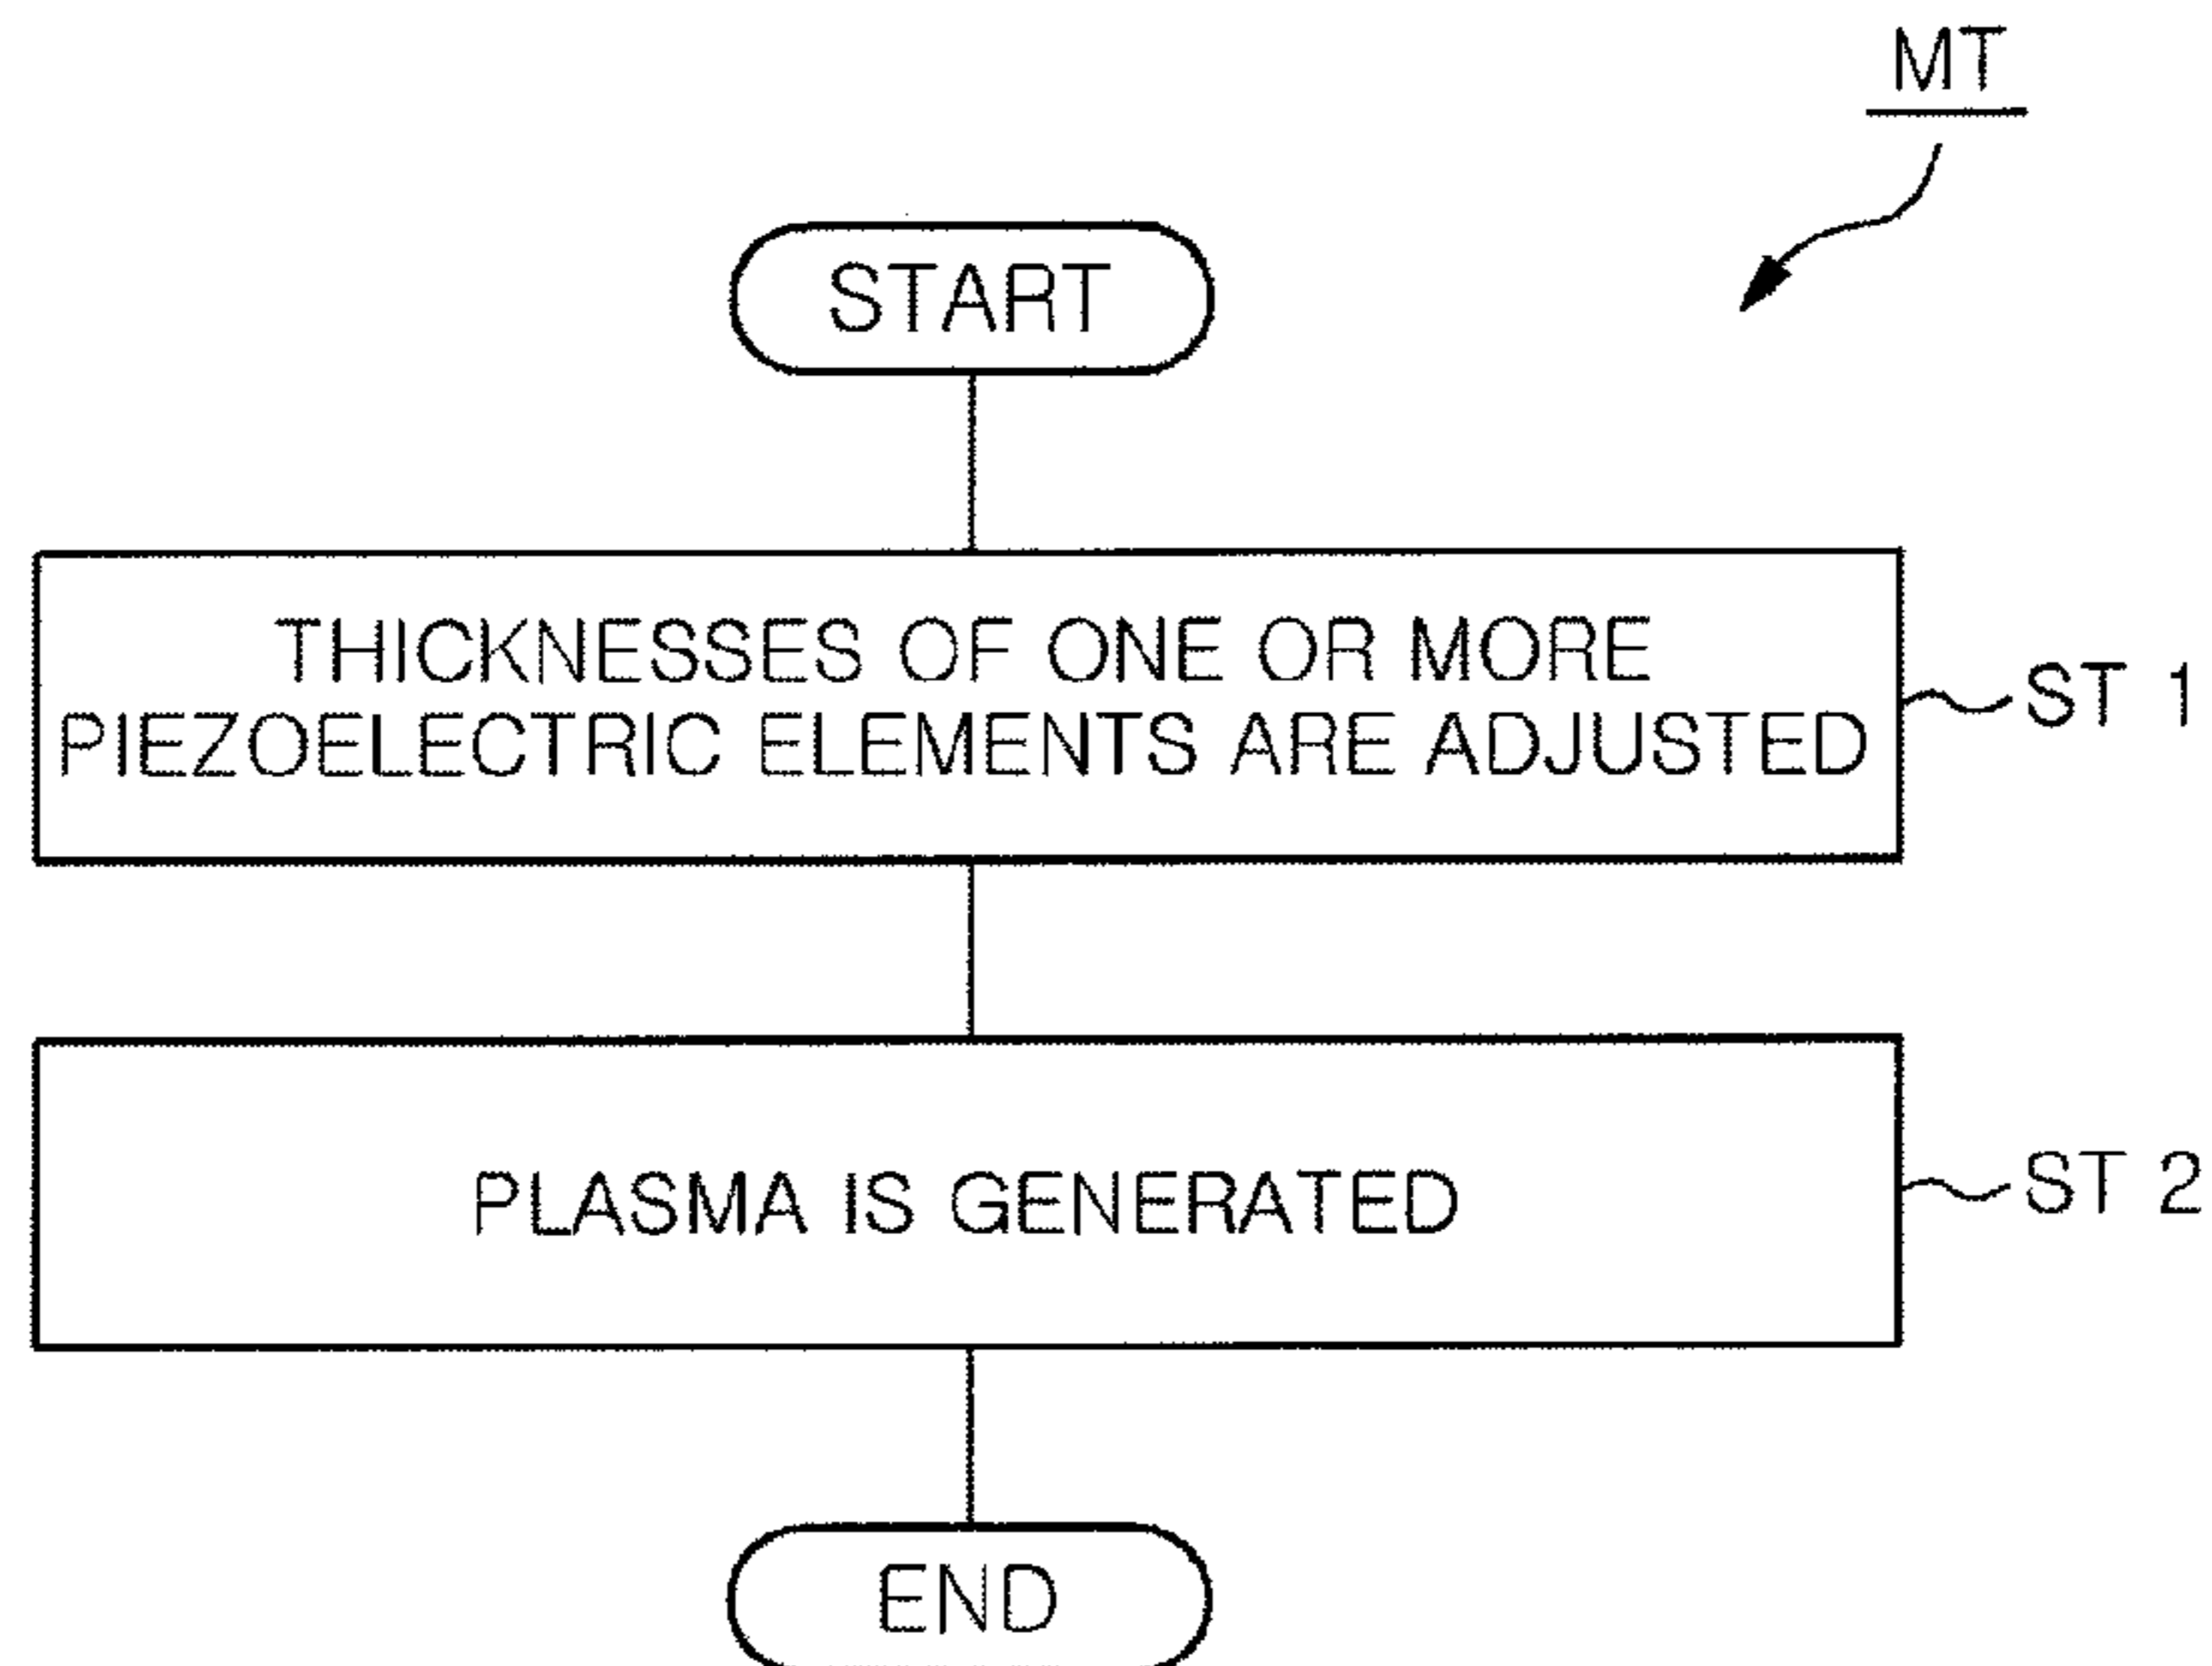 MT
START
THICKNESSES OF ONE OR MORE
PIEZOELECTRIC ELEMENTS ARE ADJUSTED
ST 1
PLASMA IS GENERATED
ST 2
END